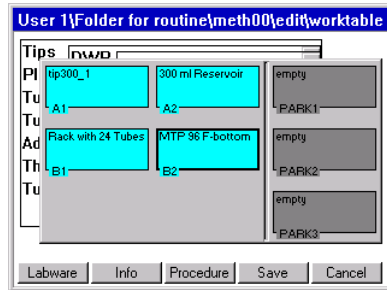 User 1\Folder for routine\meth00\edit\worktable
Tips
Pl
Tu
Tu
Ad
Th
Tu
tip300_1
A1
300 ml Reservoir
A2
empty
PARK1
Rack with 24 Tubes
B1
MTP 96 F-bottom
B2
empty
PARK2
empty
PARK3
Labware
Info
Procedure
Save
Cancel